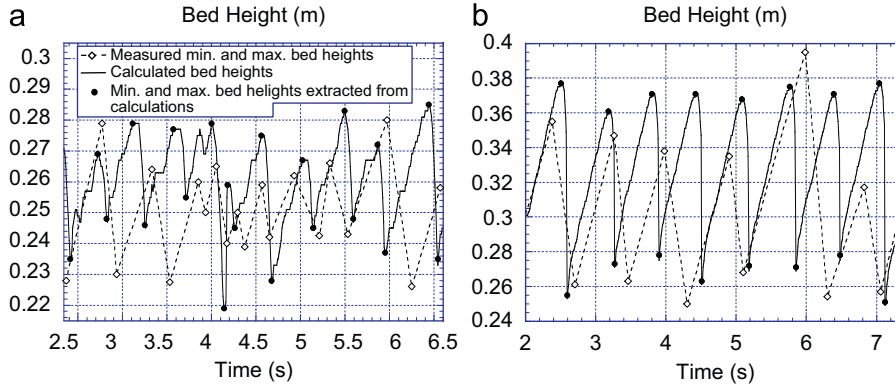 a
Bed Height (m)
Measured min. and max. bed heights
Calculated bed heights
Min. and max. bed helights extracted from
calculations
0.3
0.29
0.28
0.27
0.26
0.25
0.24
0.23
0.22
2.5 3 3.5 4 4.5 5 5.5 6 6.5
Time (s)
b
Bed Height (m)
0.4
0.38
0.36
0.34
0.32
0.3
0.28
0.26
0.24
2 3 4 5 6 7
Time (s)